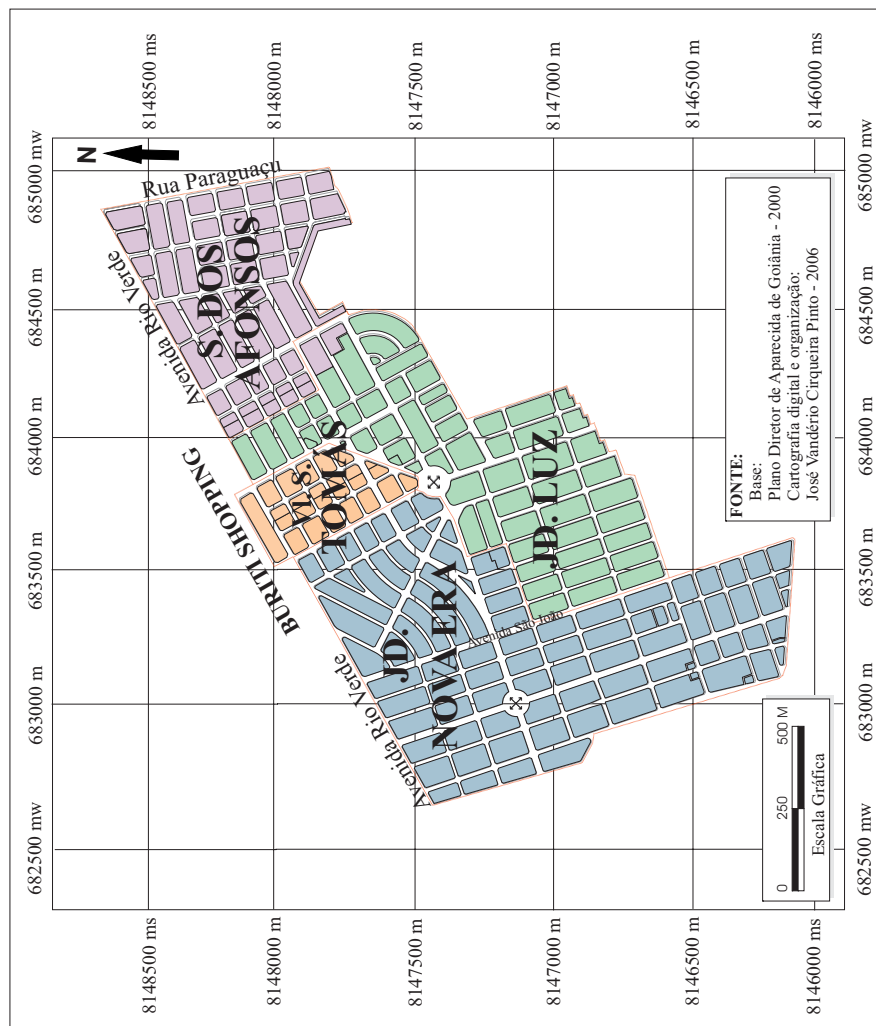 682500 mw
683000 m
683500 m
684000 m
684500 m
685000 mw
8148500 ms
8148000 m
8147500 m
8147000 m
8146500 m
8146000 ms
N
Rua Paraguaçu
Avenida Rio Verde
S. DOS
AFONSOS
BURITI SHOPPING
M. S.
TOMÁS
JD. LUZ
JD.
NOVA ERA
Avenida Rio Verde
Avenida São João
FONTE:
Base:
Plano Diretor de Aparecida de Goiânia - 2000
Cartografia digital e organização:
José Vandério Cirqueira Pinto - 2006
0 250 500 M
Escala Gráfica
8148500 ms
8148000 m
8147500 m
8147000 m
8146500 m
8146000 ms
682500 mw
683000 m
683500 m
684000 m
684500 m
685000 mw